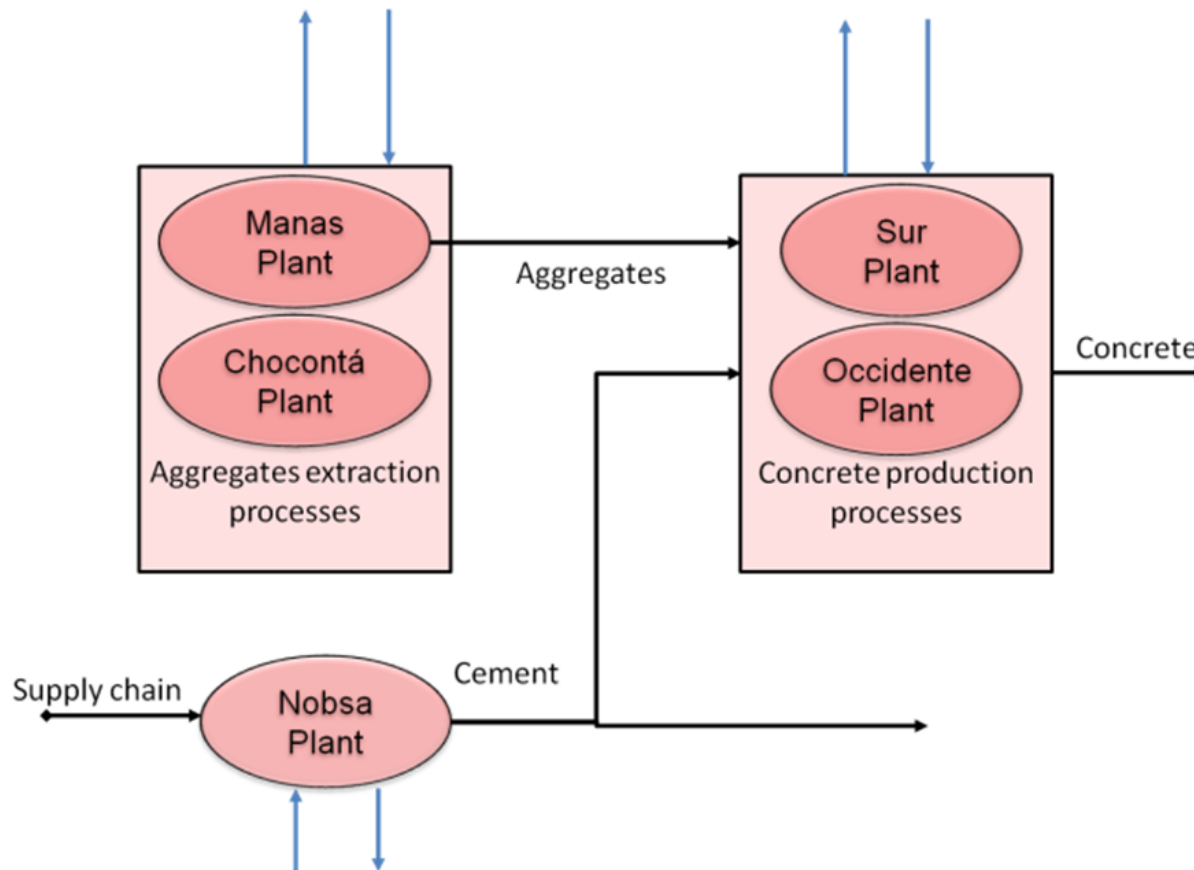 Manas
Plant
Chocontá
Plant
Aggregates extraction
processes
Aggregates
Sur
Plant
Occidente
Plant
Concrete production
processes
Concrete
Supply chain
Nobsa
Plant
Cement